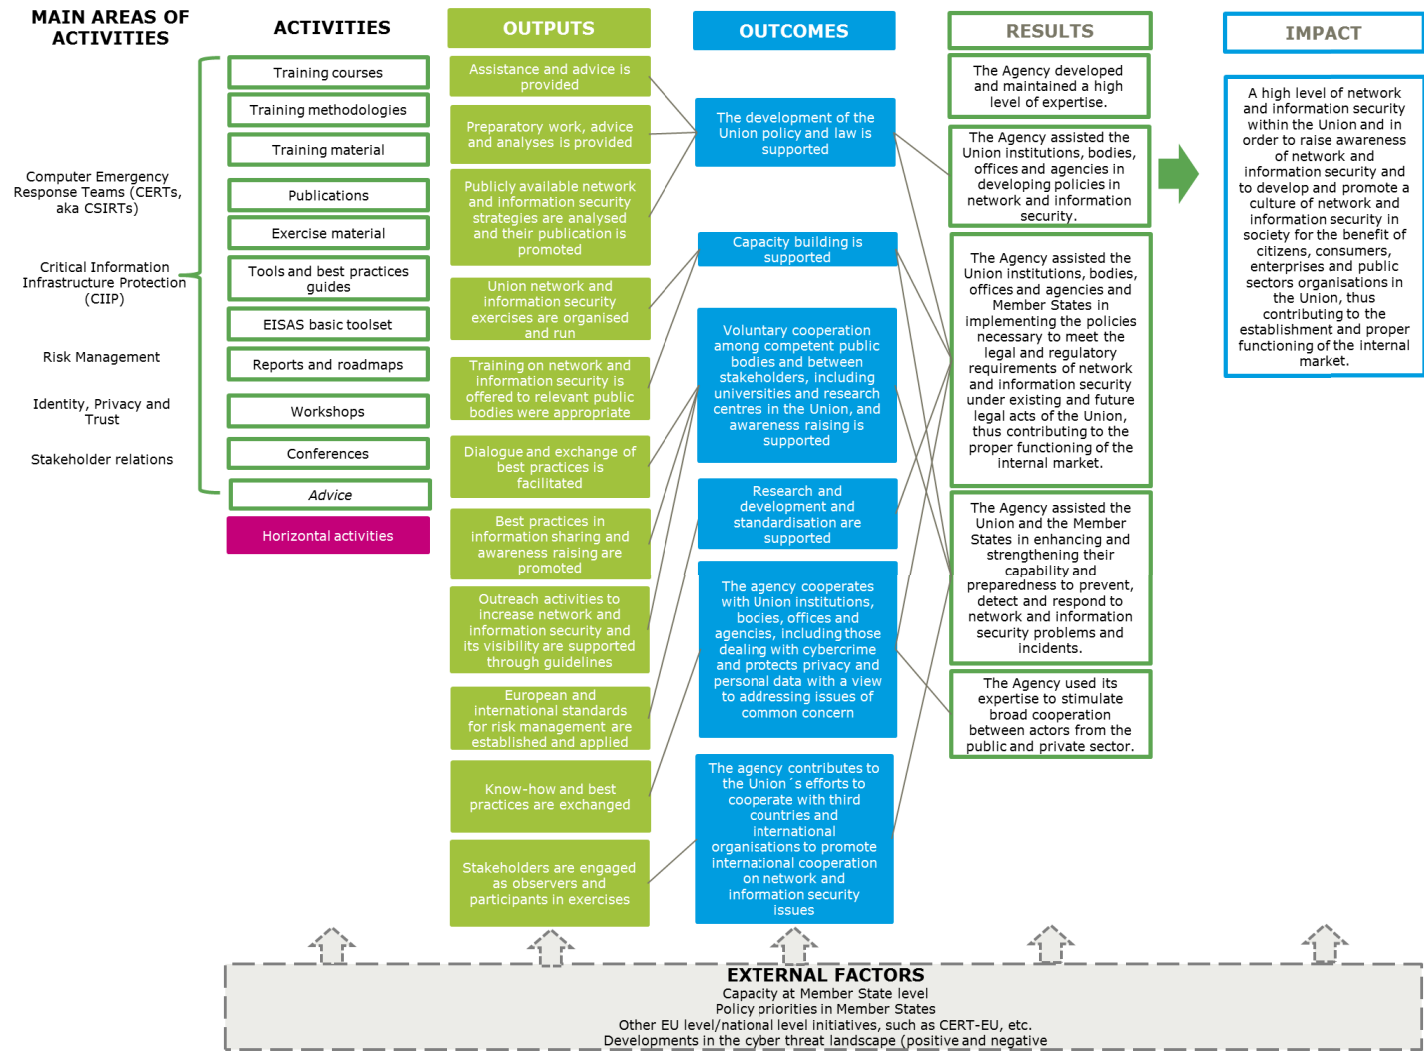 MAIN AREAS OF
ACTIVITIES
Computer Emergency
Response Teams (CERTs,
aka CSIRTs)
Critical Information
Infrastructure Protection
(CIIP)
Risk Management
Identity, Privacy and
Trust
Stakeholder relations
ACTIVITIES
Training courses
Training methodologies
Training material
Publications
Exercise material
Tools and best practices
guides
EISAS basic toolset
Reports and roadmaps
Workshops
Conferences
Advice
Horizontal activities
OUTPUTS
Assistance and advice is
provided
Preparatory work, advice
and analyses is provided
Publicly available network
and information security
strategies are analysed
and their publication is
promoted
Union network and
information security
exercises are organised
and run
Training on network and
information security is
offered to relevant public
bodies were appropriate
Dialogue and exchange of
best practices is
facilitated
Best practices in
information sharing and
awareness raising are
promoted
Outreach activities to
increase network and
information security and
its visibility are supported
through guidelines
European and
international standards
for risk management are
established and applied
Know-how and best
practices are exchanged
Stakeholders are engaged
as observers and
participants in exercises
OUTCOMES
The development of the
Union policy and law is
supported
Capacity building is
supported
Voluntary cooperation
among competent public
bodies and between
stakeholders, including
universities and research
centres in the Union, and
awareness raising is
supported
Research and
development and
standardisation are
supported
The agency cooperates
with Union institutions,
bocies, offices and
agencies, including those
dealing with cybercrime
and protects privacy and
personal data with a view
to addressing issues of
common concern
The agency contributes to
the Union´s efforts to
cooperate with third
countries and
international
organisations to promote
international cooperation
on network and
information security
issues
RESULTS
The Agency developed
and maintained a high
level of expertise.
The Agency assisted the
Union institutions, bodies,
offices and agencies in
developing policies in
network and information
security.
The Agency assisted the
Union institutions, bodies,
offices and agencies and
Member States in
implementing the policies
necessary to meet the
legal and regulatory
requirements of network
and information security
under existing and future
legal acts of the Union,
thus contributing to the
proper functioning of the
internal market.
The Agency assisted the
Union and the Member
States in enhancing and
strengthening their
capability and
preparedness to prevent,
detect and respond to
network and information
security problems and
incidents.
The Agency used its
expertise to stimulate
broad cooperation
between actors from the
public and private sector.
IMPACT
A high level of network
and information security
within the Union and in
order to raise awareness
of network and
information security and
to develop and promote a
culture of network and
information security in
society for the benefit of
citizens, consumers,
enterprises and public
sectors organisations in
the Union, thus
contributing to the
establishment and proper
functioning of the internal
market.
EXTERNAL FACTORS
Capacity at Member State level
Policy priorities in Member States
Other EU level/national level initiatives, such as CERT-EU, etc.
Developments in the cyber threat landscape (positive and negative